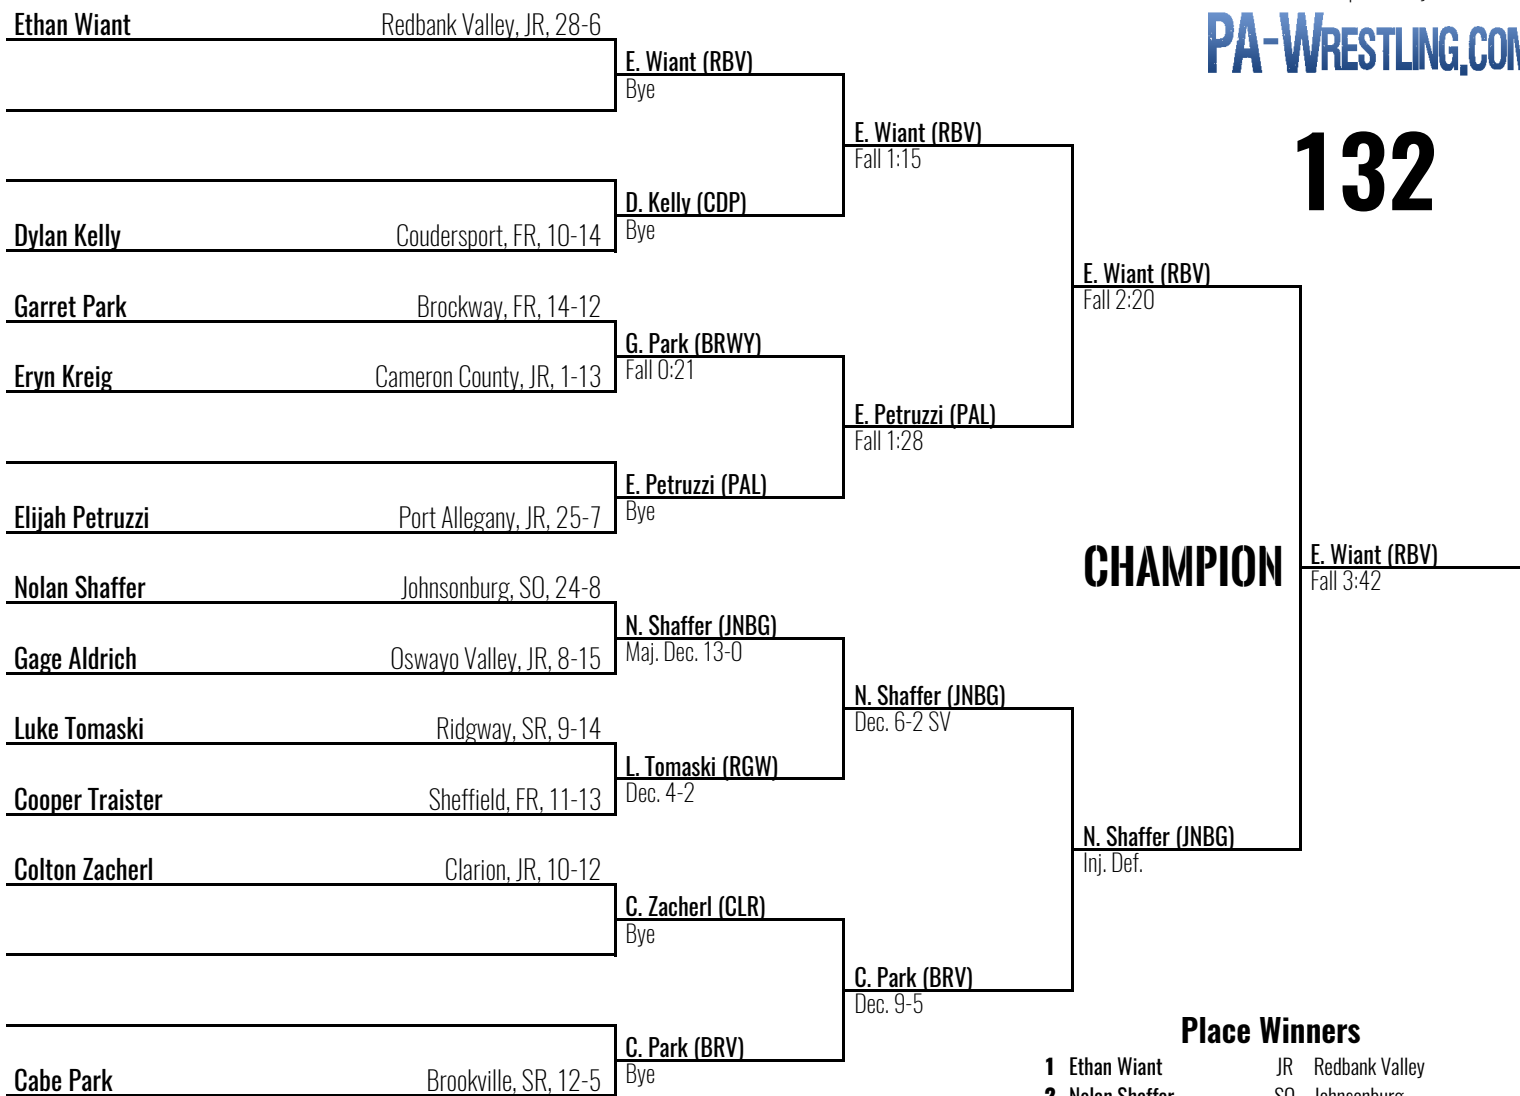 PA-WRESTLING.COM
132
Ethan Wiant Redbank Valley, JR, 28-6
E. Wiant (RBV)
Bye
E. Wiant (RBV)
Fall 1:15
D. Kelly (CDP)
Bye
Dylan Kelly Coudersport, FR, 10-14
E. Wiant (RBV)
Fall 2:20
Garret Park Brockway, FR, 14-12
G. Park (BRWY)
Fall 0:21
Eryn Kreig Cameron County, JR, 1-13
E. Petruzzi (PAL)
Fall 1:28
E. Petruzzi (PAL)
Bye
Elijah Petruzzi Port Allegany, JR, 25-7
CHAMPION
E. Wiant (RBV)
Fall 3:42
Nolan Shaffer Johnsonburg, SO, 24-8
N. Shaffer (JNBG)
Maj. Dec. 13-0
Gage Aldrich Oswayo Valley, JR, 8-15
N. Shaffer (JNBG)
Dec. 6-2 SV
Luke Tomaski Ridgway, SR, 9-14
L. Tomaski (RGW)
Dec. 4-2
Cooper Traister Sheffield, FR, 11-13
N. Shaffer (JNBG)
Inj. Def.
Colton Zacherl Clarion, JR, 10-12
C. Zacherl (CLR)
Bye
C. Park (BRV)
Dec. 9-5
C. Park (BRV)
Bye
Cabe Park Brookville, SR, 12-5
Place Winners
1 Ethan Wiant JR Redbank Valley
2 Nolan Shaffer SO Johnsonburg